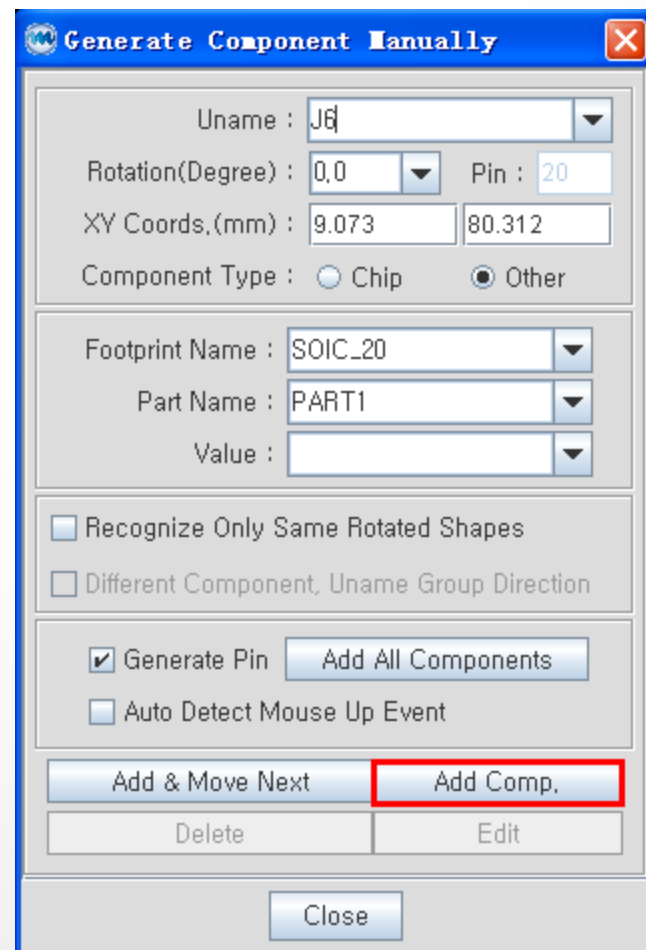 Generate Component Manually
Uname : J6
Rotation(Degree) : 0,0 Pin : 20
XY Coords,(mm) : 9.073 80.312
Component Type : Chip Other
Footprint Name : SOIC_20
Part Name : PART1
Value :
Recognize Only Same Rotated Shapes
Different Component, Uname Group Direction
Generate Pin Add All Components
Auto Detect Mouse Up Event
Add & Move Next Add Comp,
Delete Edit
Close